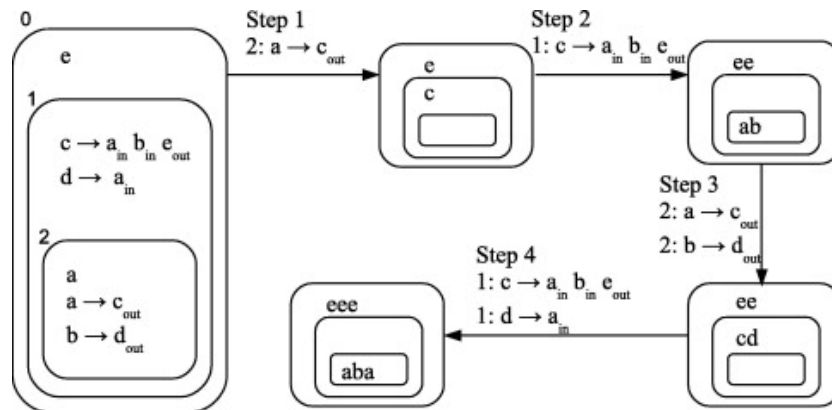 0
e
1
c → a_in b_in e_out
d → a_in
2
a
a → c_out
b → d_out
Step 1
2: a → c_out
e
c
Step 2
1: c → a_in b_in e_out
ee
ab
Step 3
2: a → c_out
2: b → d_out
ee
cd
Step 4
1: c → a_in b_in e_out
1: d → a_in
eee
aba